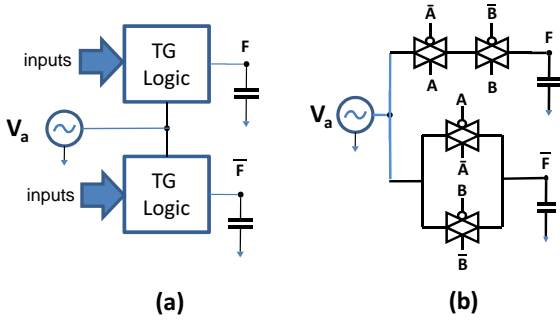 inputs
TG
Logic
F
Va
inputs
TG
Logic
F̅
(a)
Ā
B̅
F
A
B
Va
A
Ā
F̅
B
B̅
(b)